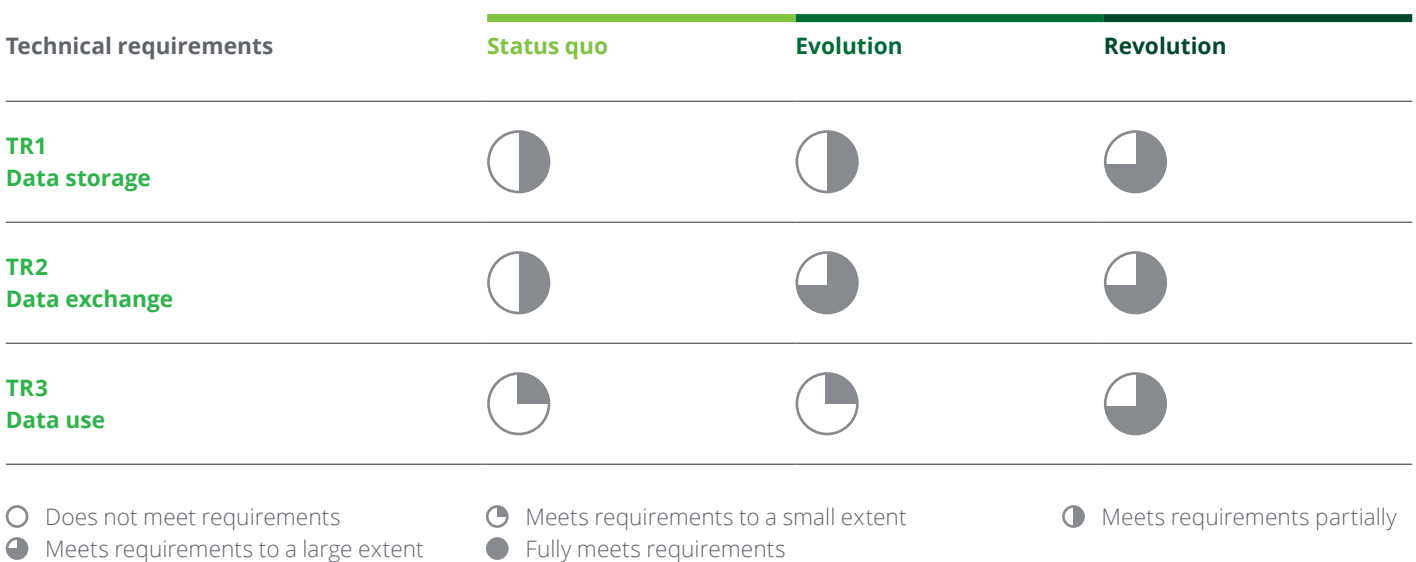 Technical requirements
Status quo
Evolution
Revolution
TR1
Data storage
TR2
Data exchange
TR3
Data use
Does not meet requirements
Meets requirements to a small extent
Meets requirements partially
Meets requirements to a large extent
Fully meets requirements